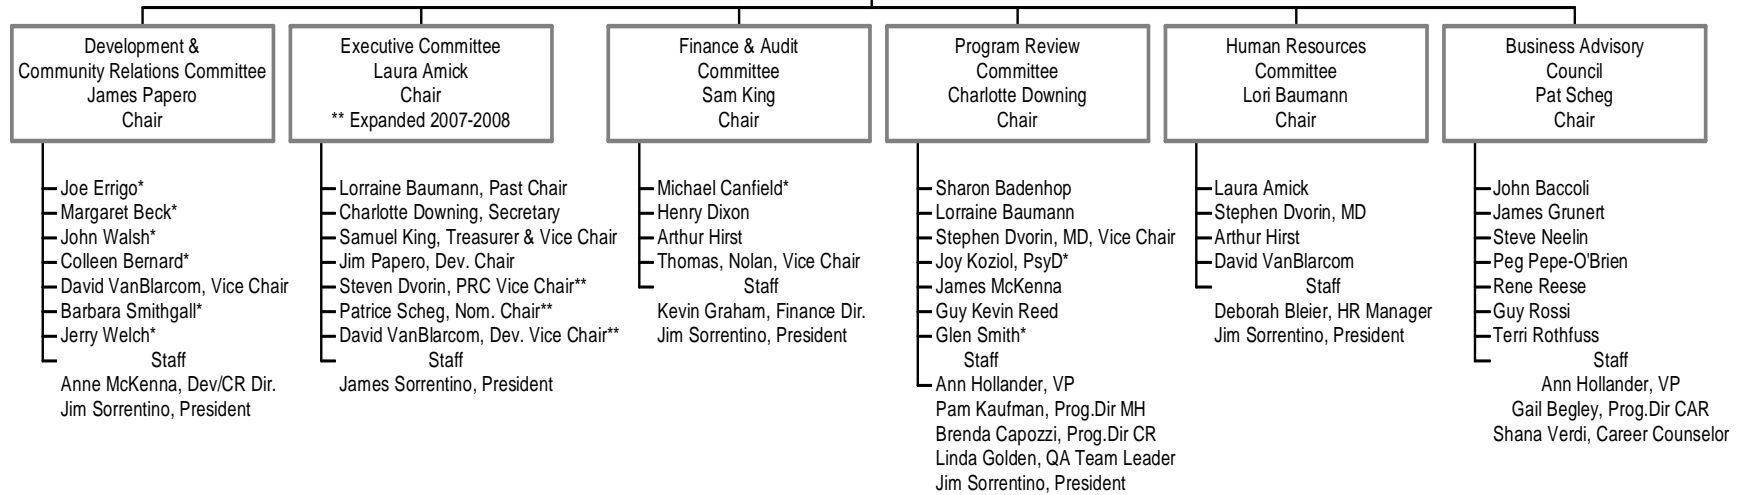 Development &
Community Relations Committee
James Papero
Chair
Joe Errigo*
Margaret Beck*
John Walsh*
Colleen Bernard*
David VanBlarcom, Vice Chair
Barbara Smithgall*
Jerry Welch*
Staff
Anne McKenna, Dev/CR Dir.
Jim Sorrentino, President
Executive Committee
Laura Amick
Chair
** Expanded 2007-2008
Lorraine Baumann, Past Chair
Charlotte Downing, Secretary
Samuel King, Treasurer & Vice Chair
Jim Papero, Dev. Chair
Steven Dvorin, PRC Vice Chair**
Patrice Scheg, Nom. Chair**
David VanBlarcom, Dev. Vice Chair**
Staff
James Sorrentino, President
Finance & Audit
Committee
Sam King
Chair
Michael Canfield*
Henry Dixon
Arthur Hirst
Thomas, Nolan, Vice Chair
Staff
Kevin Graham, Finance Dir.
Jim Sorrentino, President
Program Review
Committee
Charlotte Downing
Chair
Sharon Badenhop
Lorraine Baumann
Stephen Dvorin, MD, Vice Chair
Joy Koziol, PsyD*
James McKenna
Guy Kevin Reed
Glen Smith*
Staff
Ann Hollander, VP
Pam Kaufman, Prog.Dir MH
Brenda Capozzi, Prog.Dir CR
Linda Golden, QA Team Leader
Jim Sorrentino, President
Human Resources
Committee
Lori Baumann
Chair
Laura Amick
Stephen Dvorin, MD
Arthur Hirst
David VanBlarcom
Staff
Deborah Bleier, HR Manager
Jim Sorrentino, President
Business Advisory
Council
Pat Scheg
Chair
John Baccoli
James Grunert
Steve Neelin
Peg Pepe-O'Brien
Rene Reese
Guy Rossi
Terri Rothfuss
Staff
Ann Hollander, VP
Gail Begley, Prog.Dir CAR
Shana Verdi, Career Counselor